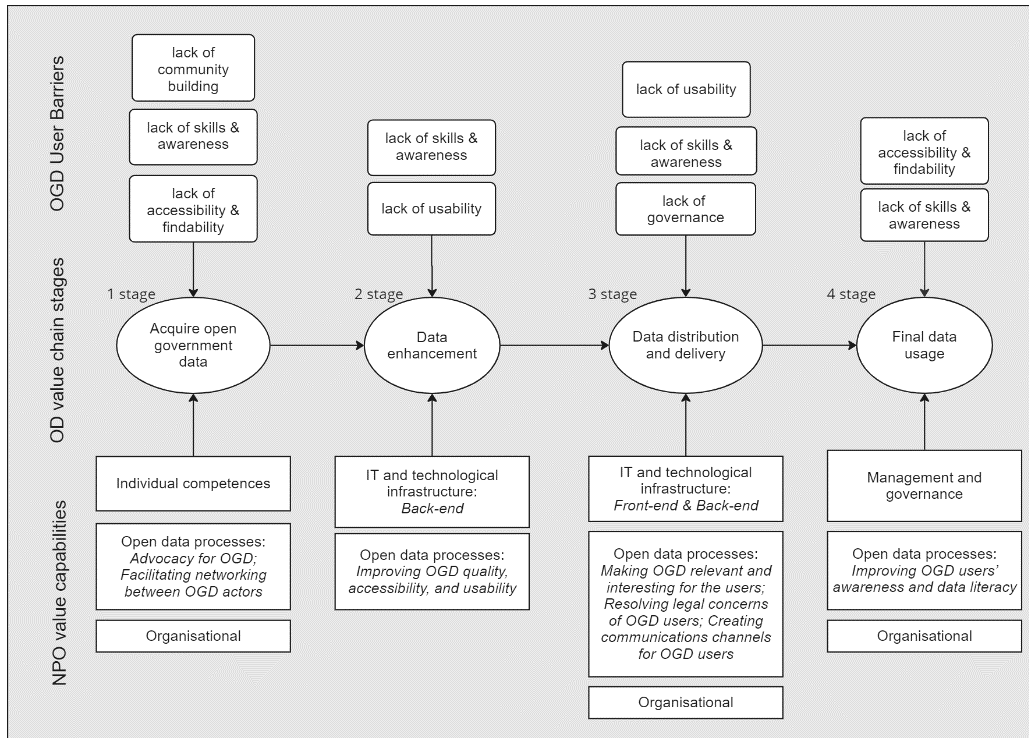 OGD User Barriers
lack of
community
building
lack of skills &
awareness
lack of
accessibility &
findability
lack of skills &
awareness
lack of usability
lack of usability
lack of skills &
awareness
lack of
governance
lack of
accessibility &
findability
lack of skills &
awareness
OD value chain stages
1 stage
Acquire open
government
data
2 stage
Data
enhancement
3 stage
Data distribution
and delivery
4 stage
Final data
usage
NPO value capabilities
Individual competences
Open data processes:
Advocacy for OGD;
Facilitating networking
between OGD actors
Organisational
IT and technological
infrastructure:
Back-end
Open data processes:
Improving OGD quality,
accessibility, and usability
IT and technological
infrastructure:
Front-end & Back-end
Open data processes:
Making OGD relevant and
interesting for the users;
Resolving legal concerns
of OGD users; Creating
communications channels
for OGD users
Organisational
Management and
governance
Open data processes:
Improving OGD users'
awareness and data literacy
Organisational